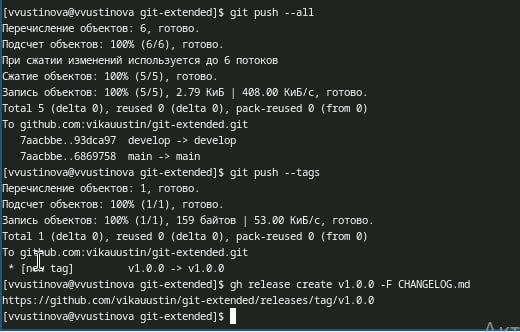 [vvustinova@vvustinova git-extended]$ git push --all
Перечисление объектов: 6, готово.
Подсчет объектов: 100% (6/6), готово.
При сжатии изменений используется до 6 потоков
Сжатие объектов: 100% (5/5), готово.
Запись объектов: 100% (5/5), 2.79 КиБ | 408.00 КиБ/с, готово.
Total 5 (delta 0), reused 0 (delta 0), pack-reused 0 (from 0)
To github.com:vikauustin/git-extended.git
   7aacbbe..93dca97  develop -> develop
   7aacbbe..6869758  main -> main
[vvustinova@vvustinova git-extended]$ git push --tags
Перечисление объектов: 1, готово.
Подсчет объектов: 100% (1/1), готово.
Запись объектов: 100% (1/1), 159 байтов | 53.00 КиБ/с, готово.
Total 1 (delta 0), reused 0 (delta 0), pack-reused 0 (from 0)
To github.com:vikauustin/git-extended.git
 * [new tag]         v1.0.0 -> v1.0.0
[vvustinova@vvustinova git-extended]$ gh release create v1.0.0 -F CHANGELOG.md
https://github.com/vikauustin/git-extended/releases/tag/v1.0.0
[vvustinova@vvustinova git-extended]$